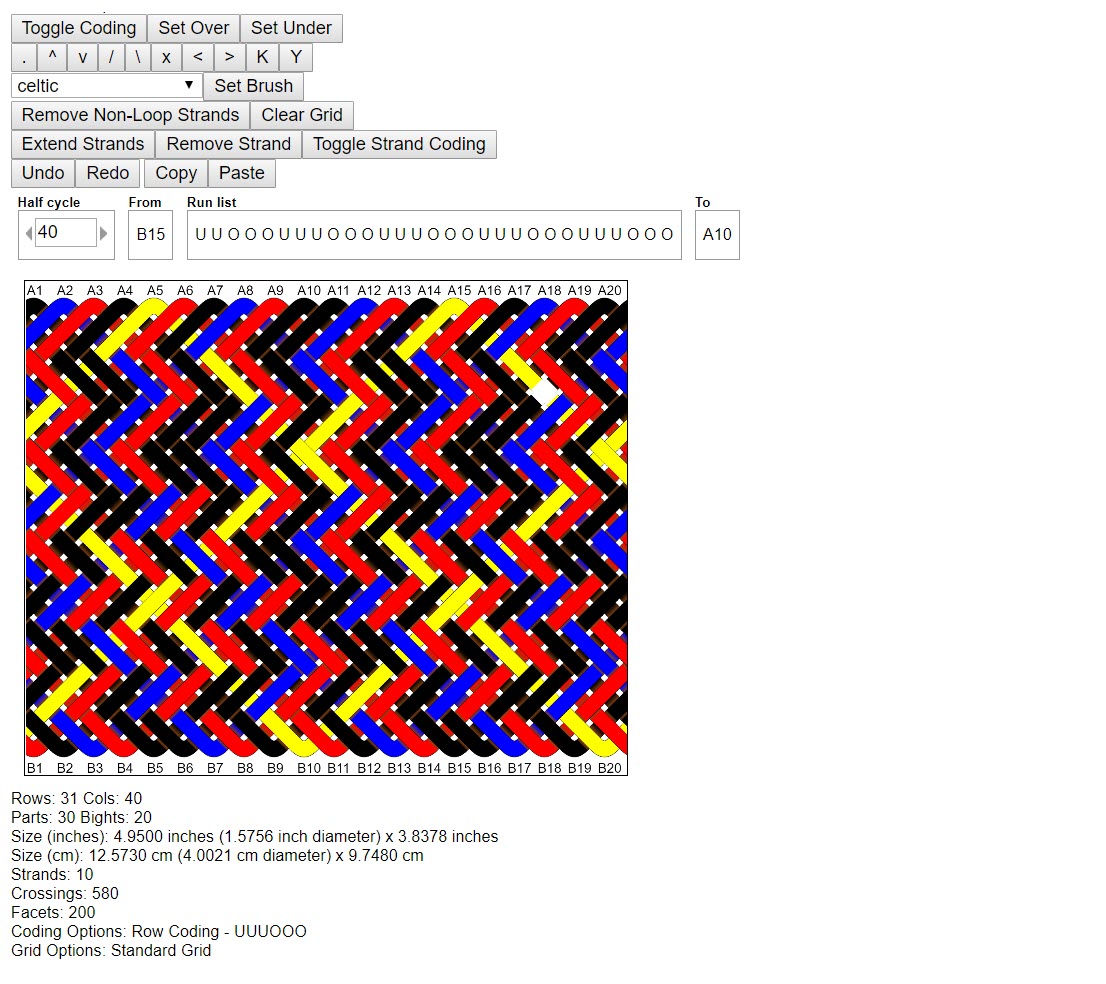 Toggle Coding Set Over Set Under
. ^ v / \ x < > K Y
celtic Set Brush
Remove Non-Loop Strands Clear Grid
Extend Strands Remove Strand Toggle Strand Coding
Undo Redo Copy Paste
Half cycle From Run list To
40 B15 U U O O O U U U O O O U U U O O O U U U O O O U U U O O O A10
A1 A2 A3 A4 A5 A6 A7 A8 A9 A10 A11 A12 A13 A14 A15 A16 A17 A18 A19 A20
B1 B2 B3 B4 B5 B6 B7 B8 B9 B10 B11 B12 B13 B14 B15 B16 B17 B18 B19 B20
Rows: 31 Cols: 40
Parts: 30 Bights: 20
Size (inches): 4.9500 inches (1.5756 inch diameter) x 3.8378 inches
Size (cm): 12.5730 cm (4.0021 cm diameter) x 9.7480 cm
Strands: 10
Crossings: 580
Facets: 200
Coding Options: Row Coding - UUUOOO
Grid Options: Standard Grid